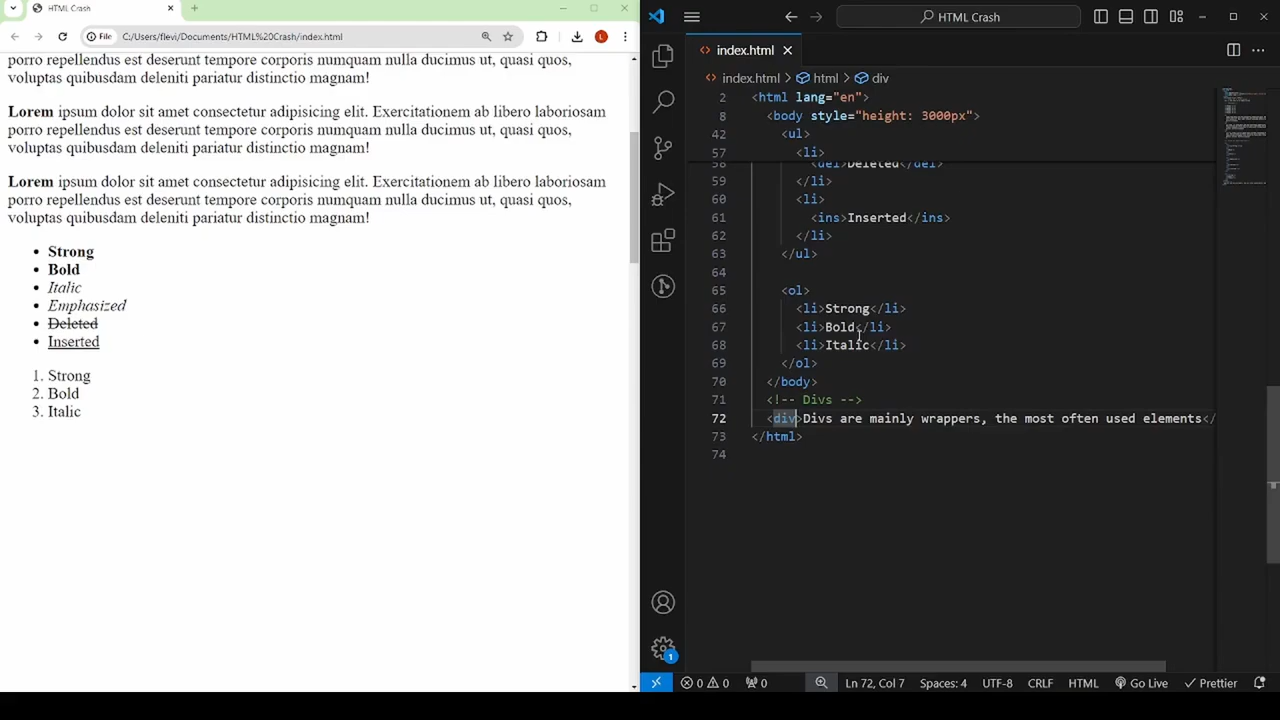 HTML Crash
File
C:/Users/flevi/Documents/HTML%20Crash/index.html
L
porro repellendus est deserunt tempore corporis numquam nulla ducimus ut, quasi quos,
voluptas quibusdam deleniti pariatur distinctio magnam!
Lorem ipsum dolor sit amet consectetur adipisicing elit. Exercitationem ab libero laboriosam
porro repellendus est deserunt tempore corporis numquam nulla ducimus ut, quasi quos,
voluptas quibusdam deleniti pariatur distinctio magnam!
Lorem ipsum dolor sit amet consectetur adipisicing elit. Exercitationem ab libero laboriosam
porro repellendus est deserunt tempore corporis numquam nulla ducimus ut, quasi quos,
voluptas quibusdam deleniti pariatur distinctio magnam!
• Strong
• Bold
• Italic
• Emphasized
• Deleted
• Inserted
1. Strong
2. Bold
3. Italic
HTML Crash
index.html
index.html > html > div
2 <html lang="en">
8 <body style="height: 3000px">
42 <ul>
57 <li>
58 <del>Deleted</del>
59 </li>
60 <li>
61 <ins>Inserted</ins>
62 </li>
63 </ul>
64
65 <ol>
66 <li>Strong</li>
67 <li>Bold</li>
68 <li>Italic</li>
69 </ol>
70 </body>
71 <!-- Divs -->
72 <div>Divs are mainly wrappers, the most often used elements</
73 </html>
74
1
0 0 0 Ln 72, Col 7 Spaces: 4 UTF-8 CRLF HTML Go Live Prettier